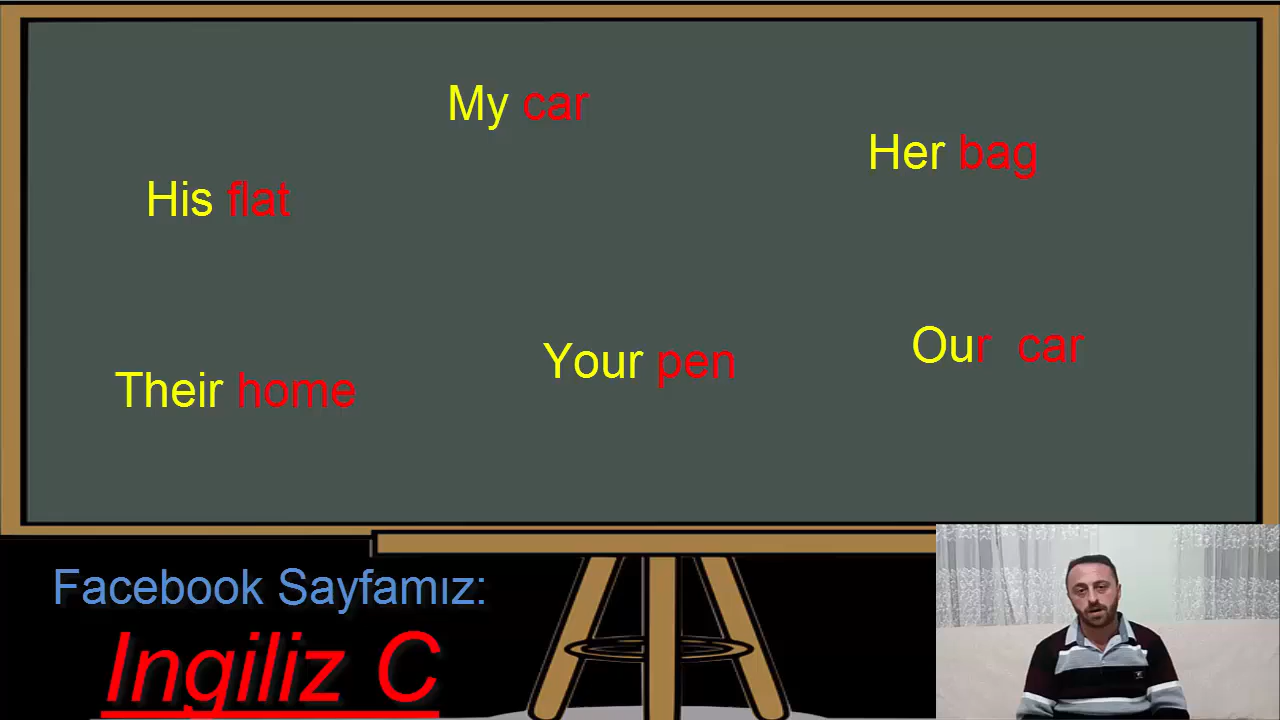 My car
Her bag
His flat
Our car
Your pen
Their home
Facebook Sayfamız:
Ingiliz C